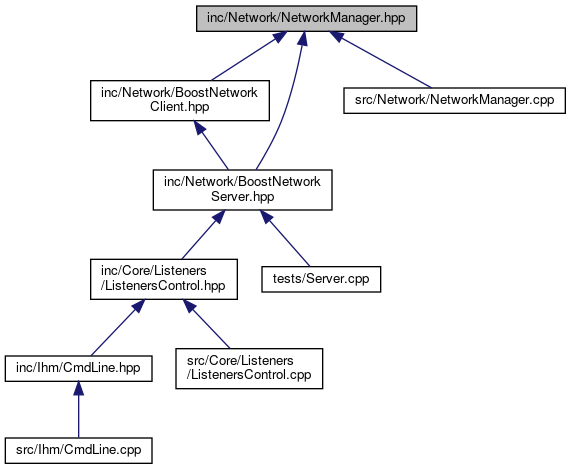 inc/Network/NetworkManager.hpp
inc/Network/BoostNetwork
Client.hpp
src/Network/NetworkManager.cpp
inc/Network/BoostNetwork
Server.hpp
inc/Core/Listeners
/ListenersControl.hpp
tests/Server.cpp
inc/Ihm/CmdLine.hpp
src/Core/Listeners
/ListenersControl.cpp
src/Ihm/CmdLine.cpp